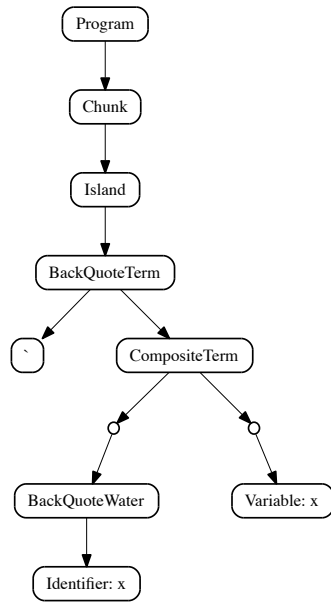 Program
Chunk
Island
BackQuoteTerm
`
CompositeTerm
BackQuoteWater
Variable: x
Identifier: x